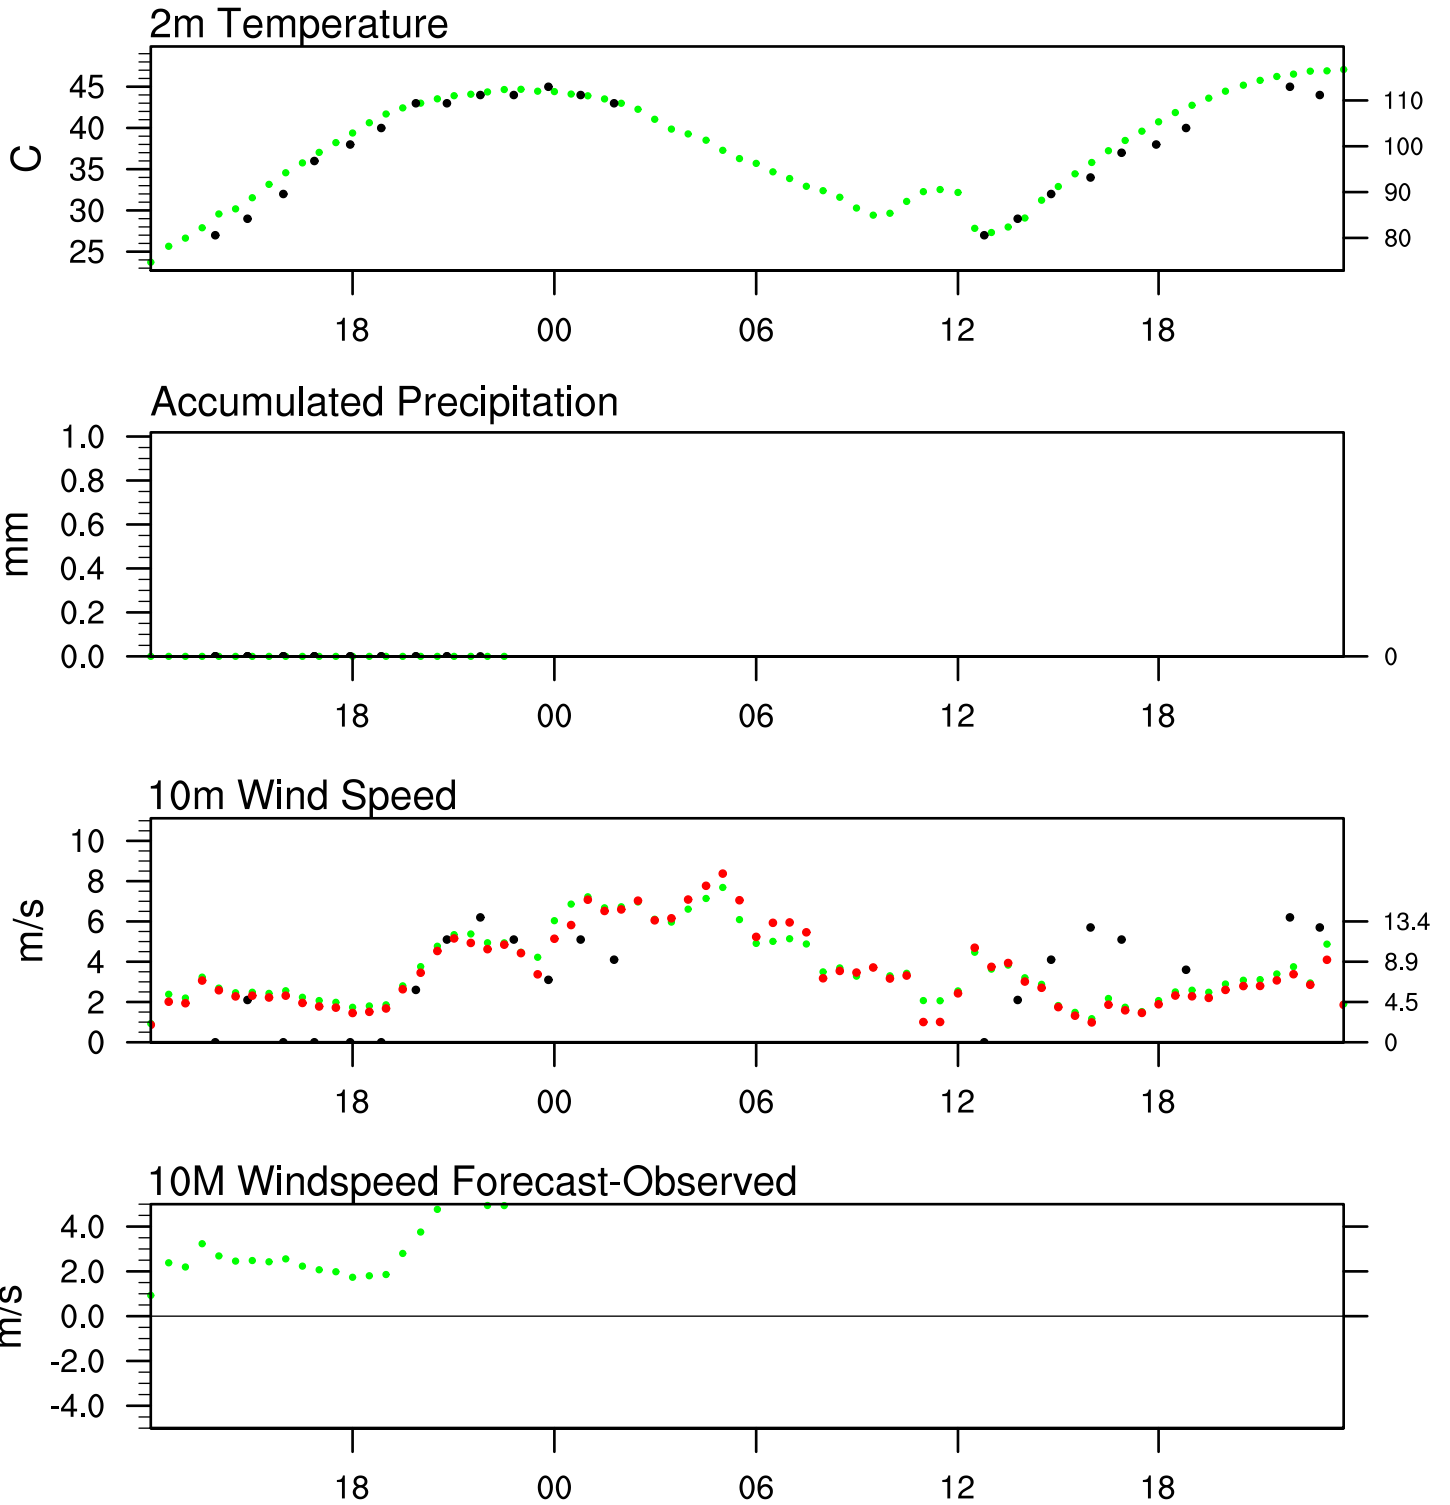 2m Temperature
C
45
40
35
30
25
110
100
90
80
18 00 06 12 18
Accumulated Precipitation
mm
1.0
0.8
0.6
0.4
0.2
0.0
0
18 00 06 12 18
10m Wind Speed
m/s
10
8
6
4
2
0
13.4
8.9
4.5
0
18 00 06 12 18
10M Windspeed Forecast-Observed
m/s
4.0
2.0
0.0
-2.0
-4.0
18 00 06 12 18